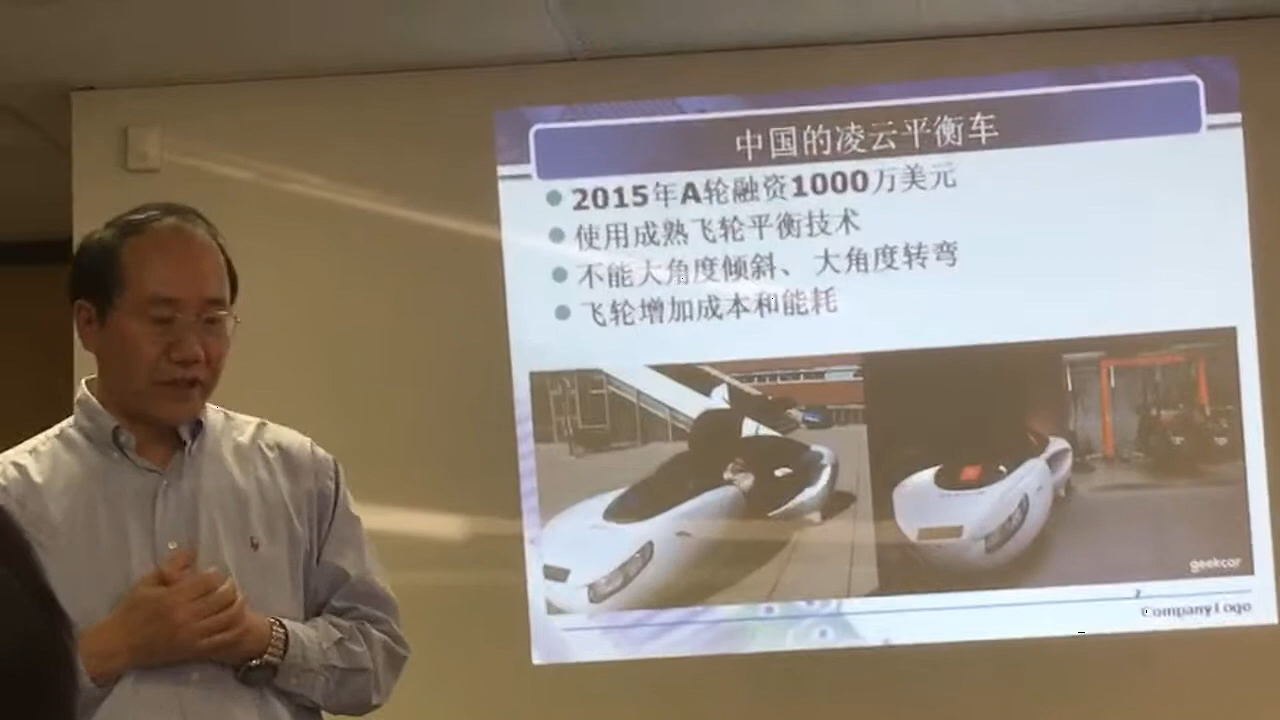 中国的凌云平衡车
2015年A轮融资1000万美元
使用成熟飞轮平衡技术
不能大角度倾斜、大角度转弯
飞轮增加成本和能耗
geekcar
Company Logo